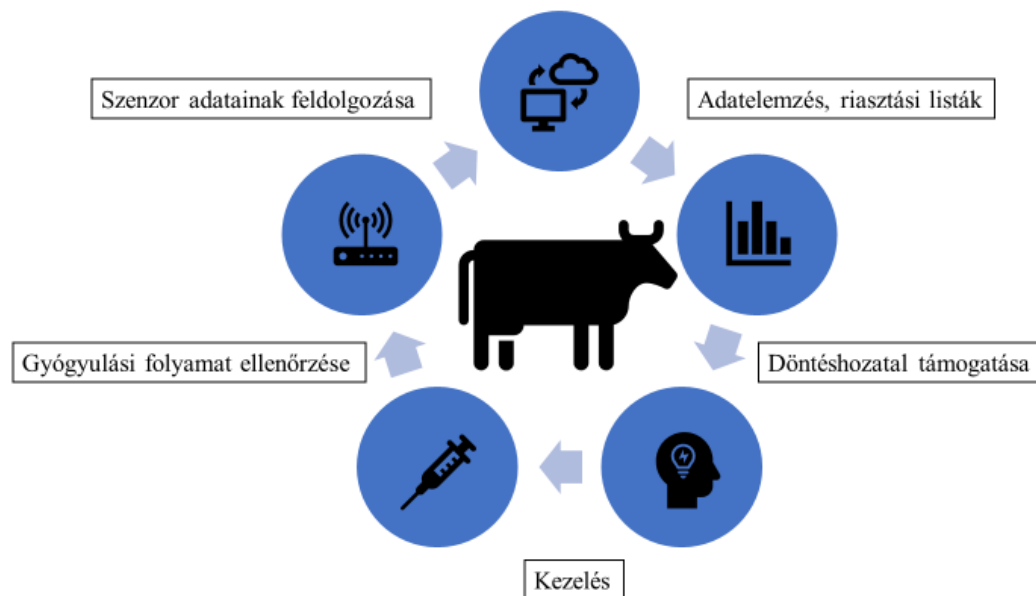 Szenzor adatainak feldolgozása
Adatelemzés, riasztási listák
Gyógyulási folyamat ellenőrzése
Döntéshozatal támogatása
Kezelés